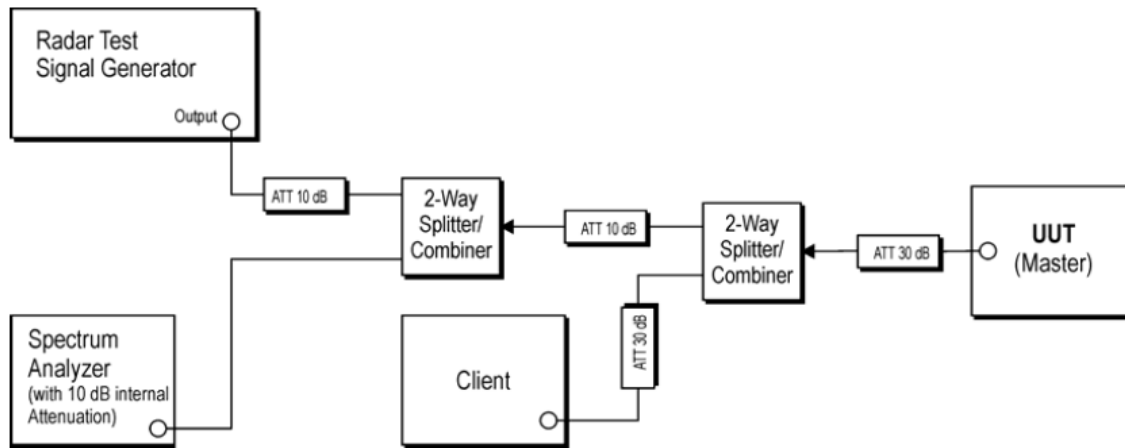 Radar Test
Signal Generator
Output
ATT 10 dB
2-Way
Splitter/
Combiner
ATT 10 dB
2-Way
Splitter/
Combiner
ATT 30 dB
UUT
(Master)
Spectrum
Analyzer
(with 10 dB internal
Attenuation)
Client
ATT 30 dB